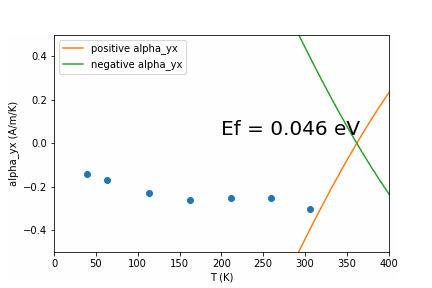 positive alpha_yx
negative alpha_yx
Ef = 0.046 eV
alpha_yx (A/m/K)
0.4
0.2
0.0
−0.2
−0.4
0 50 100 150 200 250 300 350 400
T (K)